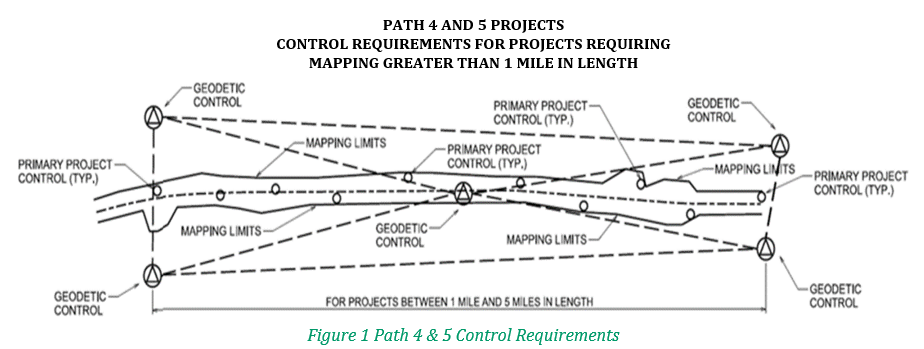 PATH 4 AND 5 PROJECTS
CONTROL REQUIREMENTS FOR PROJECTS REQUIRING
MAPPING GREATER THAN 1 MILE IN LENGTH
GEODETIC
CONTROL
PRIMARY PROJECT
CONTROL (TYP.)
GEODETIC
CONTROL
MAPPING LIMITS
PRIMARY PROJECT
CONTROL (TYP.)
PRIMARY PROJECT
CONTROL (TYP.)
MAPPING LIMITS
PRIMARY PROJECT
CONTROL (TYP.)
MAPPING LIMITS
GEODETIC
CONTROL
MAPPING LIMITS
GEODETIC
CONTROL
GEODETIC
CONTROL
FOR PROJECTS BETWEEN 1 MILE AND 5 MILES IN LENGTH
Figure 1 Path 4 & 5 Control Requirements